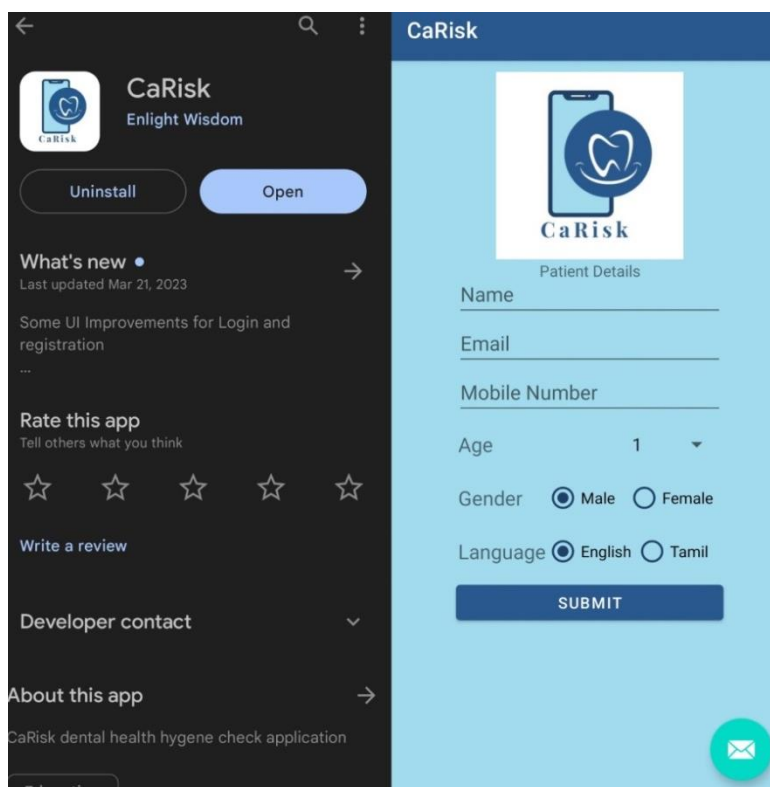 CaRisk
Enlight Wisdom
CaRisk
Uninstall
Open
What's new
Last updated Mar 21, 2023
Some UI Improvements for Login and
registration
...
Rate this app
Tell others what you think
Write a review
Developer contact
About this app
CaRisk dental health hygene check application
CaRisk
CaRisk
Patient Details
Name
Email
Mobile Number
Age 1
Gender Male Female
Language English Tamil
SUBMIT